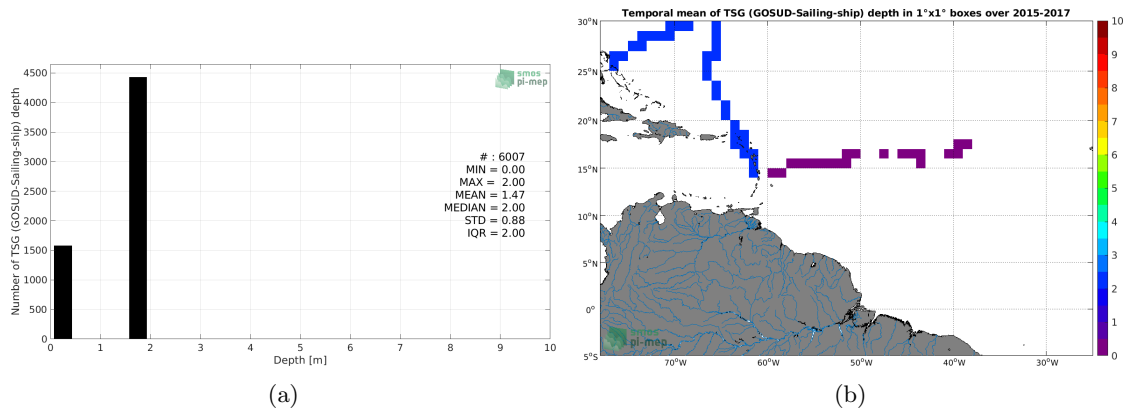 Temporal mean of TSG (GOSUD-Sailing-ship) depth in 1°x1° boxes over 2015-2017
Number of TSG (GOSUD-Sailing-ship) depth
4500
4000
3500
3000
2500
2000
1500
1000
500
0
0 1 2 3 4 5 6 7 8 9 10
Depth [m]
smos
pi-mep
# : 6007
MIN = 0.00
MAX = 2.00
MEAN = 1.47
MEDIAN = 2.00
STD = 0.88
IQR = 2.00
(a)
30°N
25°N
20°N
15°N
10°N
5°N
0°
5°S
70°W 60°W 50°W 40°W 30°W
smos
pi-mep
10
9
8
7
6
5
4
3
2
1
0
(b)